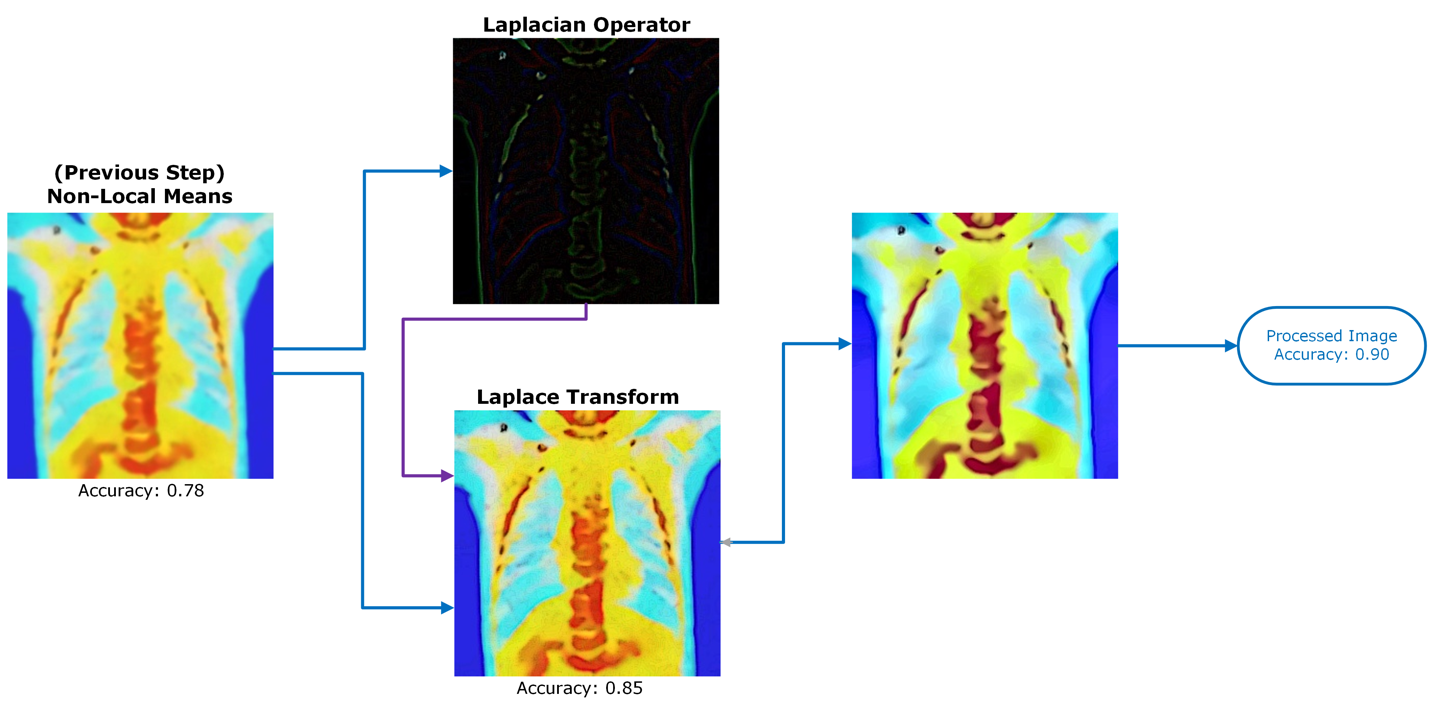 Laplacian Operator
(Previous Step)
Non-Local Means
Accuracy: 0.78
Laplace Transform
Accuracy: 0.85
Processed Image
Accuracy: 0.90